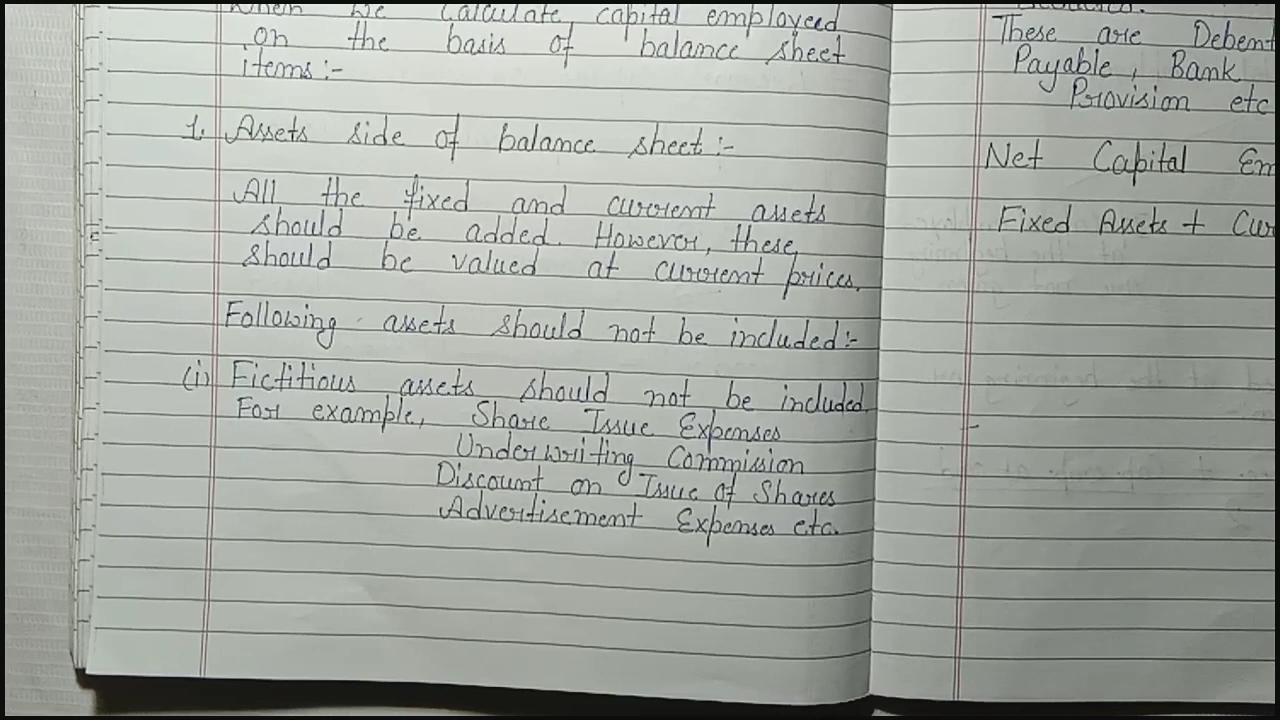 When we calculate, capital employeed
on the basis of balance sheet
items:-
1. Assets side of balance sheet:-
All the fixed and current assets
should be added. However, these
should be valued at current prices.
Following assets should not be included:-
(i) Fictitious assets should not be included.
For example, Share Issue Expenses
Underwriting Commission
Discount on Issue of Shares
Advertisement Expenses etc.
These are Debent
Payable, Bank
Provision etc
Net Capital Em
Fixed Assets + Cur